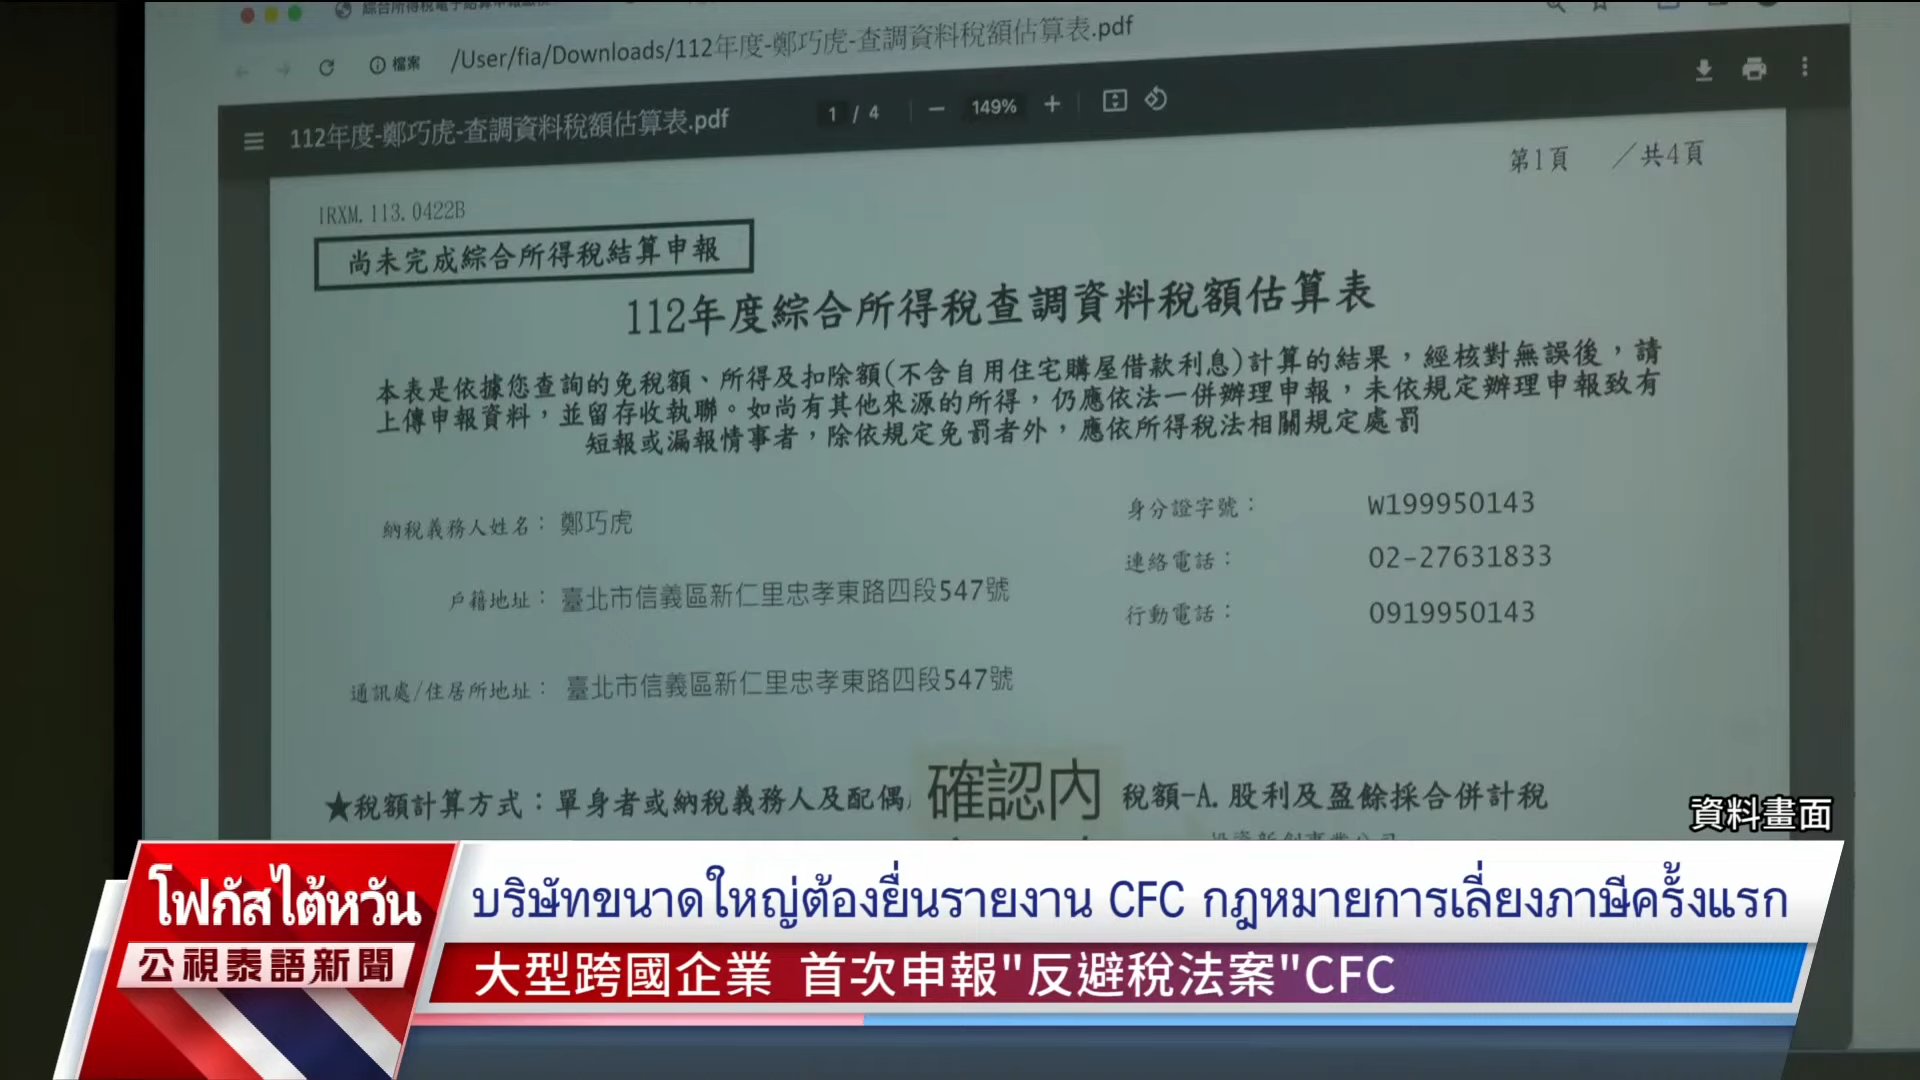 檔案 /User/fia/Downloads/112年度-鄭巧虎-查調資料稅額估算表.pdf
112年度-鄭巧虎-查調資料稅額估算表.pdf 1 / 4 149%
第1頁 ／共4頁
IRXM.113.0422B
尚未完成綜合所得稅結算申報
112年度綜合所得稅查調資料稅額估算表
本表是依據您查詢的免稅額、所得及扣除額(不含自用住宅購屋借款利息)計算的結果，經核對無誤後，請
上傳申報資料，並留存收執聯。如尚有其他來源的所得，仍應依法一併辦理申報，未依規定辦理申報致有
短報或漏報情事者，除依規定免罰者外，應依所得稅法相關規定處罰
納稅義務人姓名： 鄭巧虎 身分證字號： W199950143
連絡電話： 02-27631833
戶籍地址： 臺北市信義區新仁里忠孝東路四段547號
行動電話： 0919950143
通訊處/住居所地址： 臺北市信義區新仁里忠孝東路四段547號
★稅額計算方式：單身者或納稅義務人及配偶 確認內 稅額-A.股利及盈餘採合併計稅
資料畫面
โฟกัสไต้หวัน
公視泰語新聞
บริษัทขนาดใหญ่ต้องยื่นรายงาน CFC กฎหมายการเลี่ยงภาษีครั้งแรก
大型跨國企業 首次申報"反避稅法案"CFC